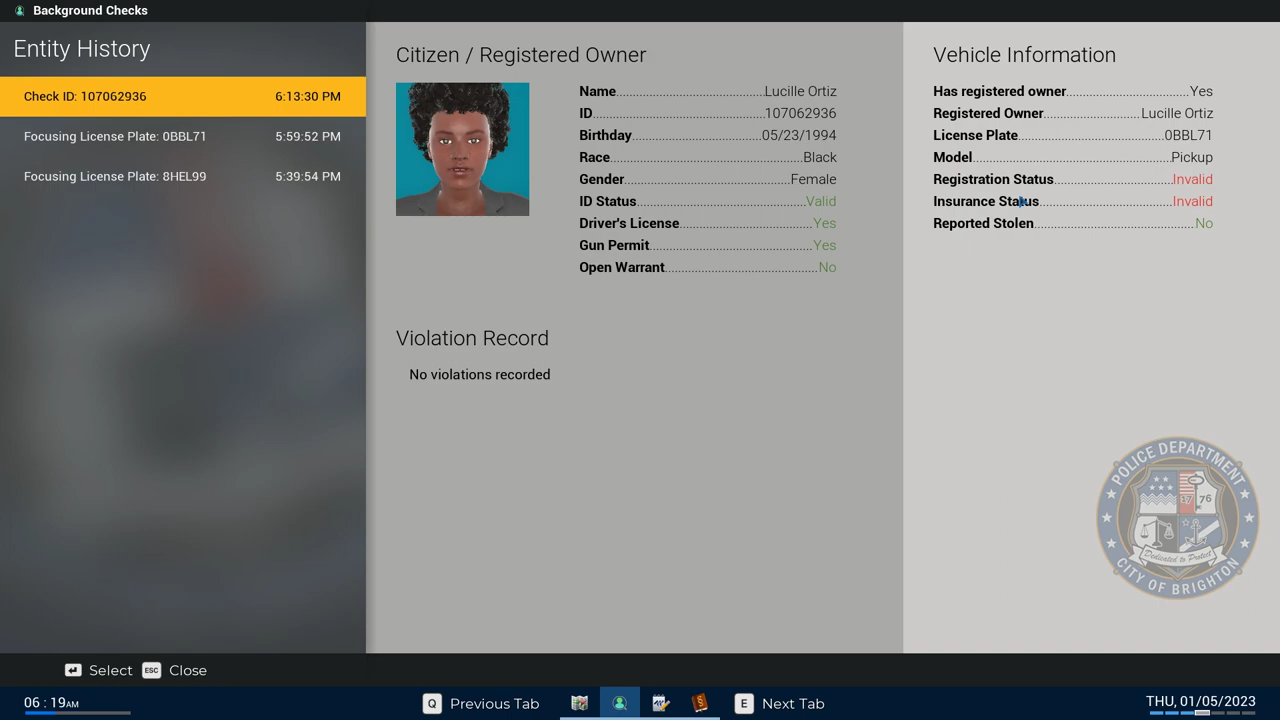 Background Checks
Entity History
Check ID: 107062936 6:13:30 PM
Focusing License Plate: 0BBL71 5:59:52 PM
Focusing License Plate: 8HEL99 5:39:54 PM
Citizen / Registered Owner
Name Lucille Ortiz
ID 107062936
Birthday 05/23/1994
Race Black
Gender Female
ID Status Valid
Driver's License Yes
Gun Permit Yes
Open Warrant No
Violation Record
No violations recorded
Vehicle Information
Has registered owner Yes
Registered Owner Lucille Ortiz
License Plate 0BBL71
Model Pickup
Registration Status Invalid
Insurance Status Invalid
Reported Stolen No
POLICE DEPARTMENT
17 76
Dedicated to Protect
CITY OF BRIGHTON
Select ESC Close
06 : 19AM
Q Previous Tab E Next Tab
THU, 01/05/2023